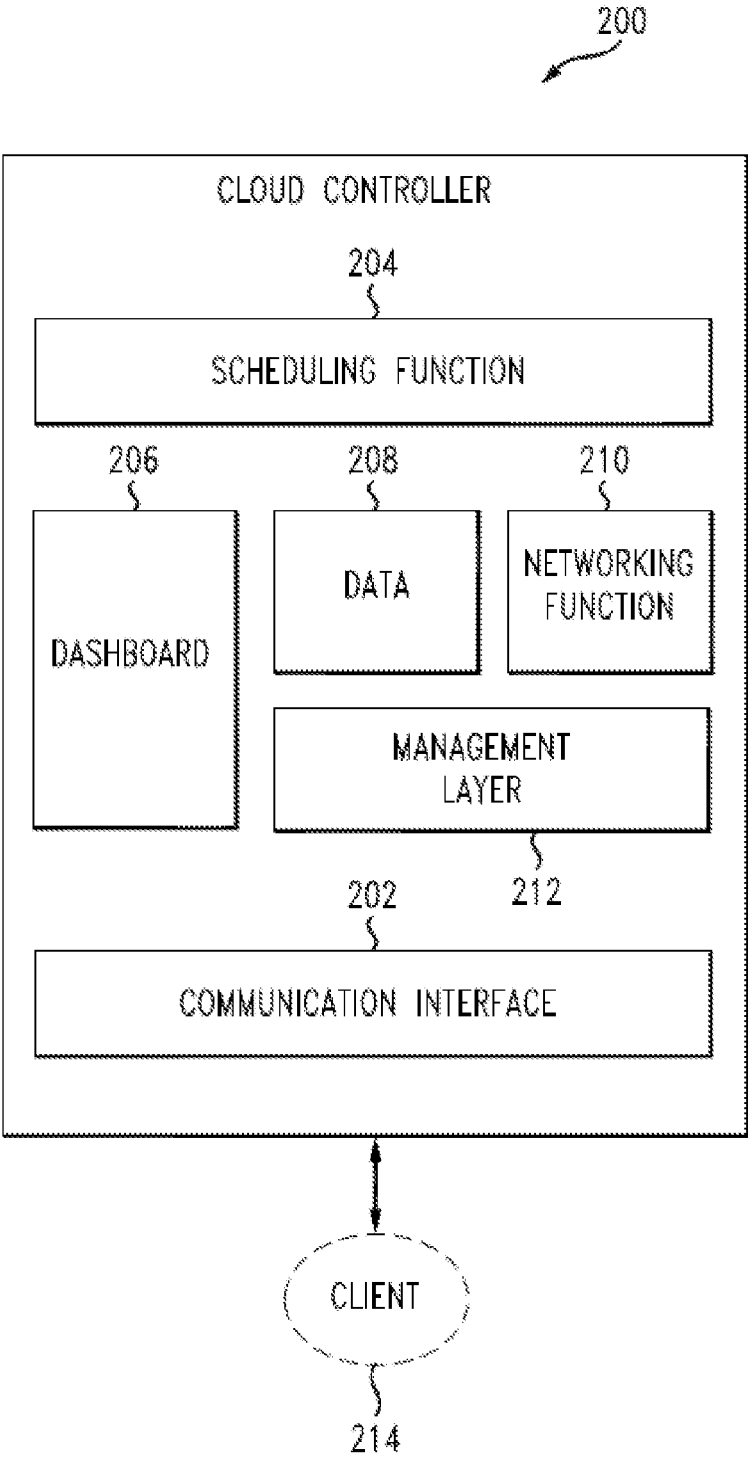 200
CLOUD CONTROLLER
204
SCHEDULING FUNCTION
206
208
210
DASHBOARD
DATA
NETWORKING
FUNCTION
MANAGEMENT
LAYER
212
202
COMMUNICATION INTERFACE
CLIENT
214